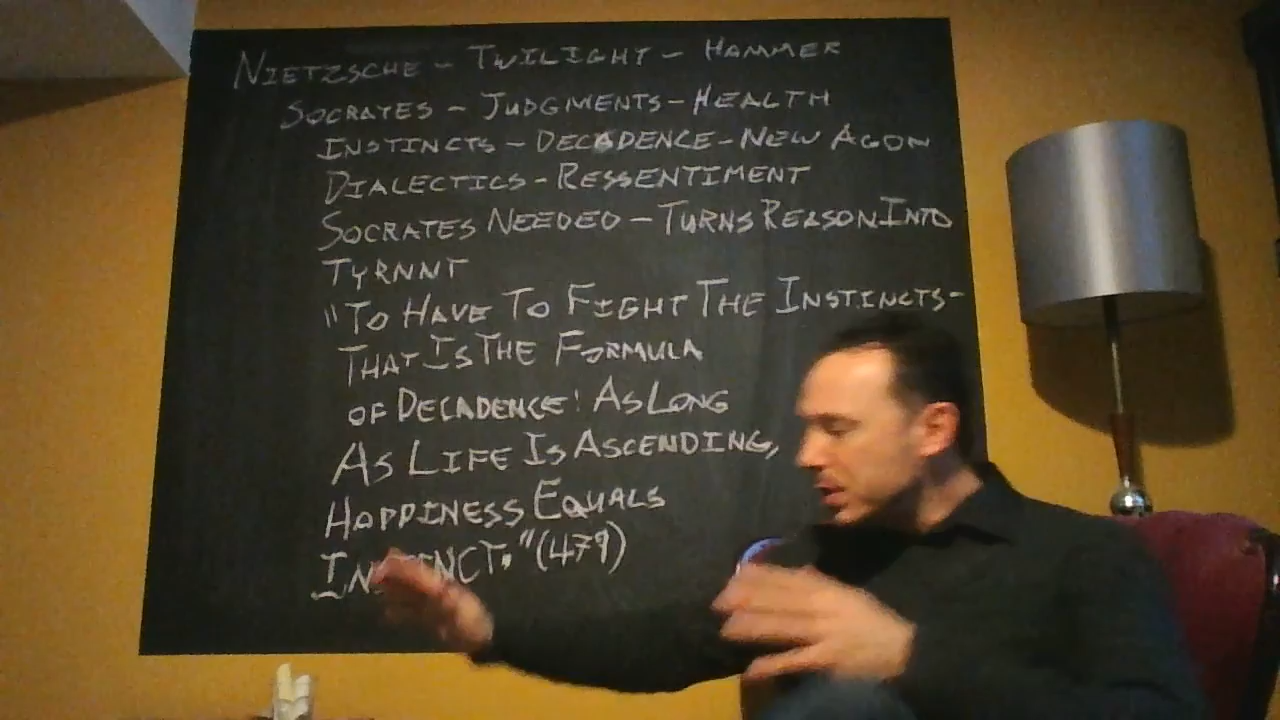 NIETZSCHE - TWILIGHT - HAMMER
SOCRATES - JUDGMENTS - HEALTH
INSTINCTS - DECADENCE - NEW AGON
DIALECTICS - RESSENTIMENT
SOCRATES NEEDED - TURNS REASON INTO
TYRNNT
"TO HAVE TO FIGHT THE INSTINCTS -
THAT IS THE FORMULA
OF DECADENCE: AS LONG
AS LIFE IS ASCENDING,
HAPPINESS EQUALS
INSTINCT." (479)